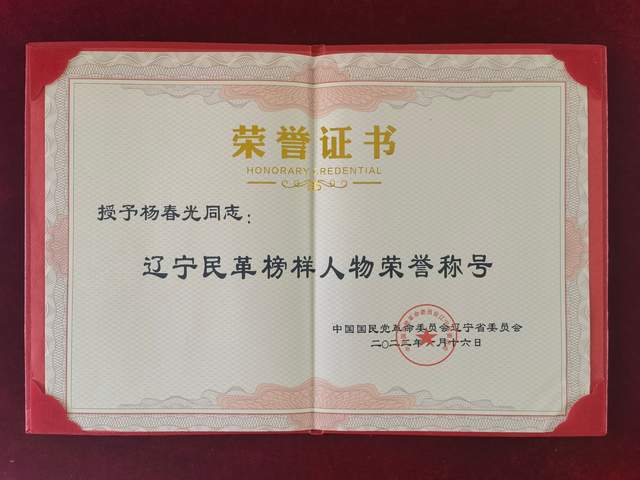 荣誉证书
HONORARY CREDENTIAL
授予杨春光同志：
辽宁民革榜样人物荣誉称号
中国国民党革命委员会辽宁省委员会
二〇二二年 月十六日